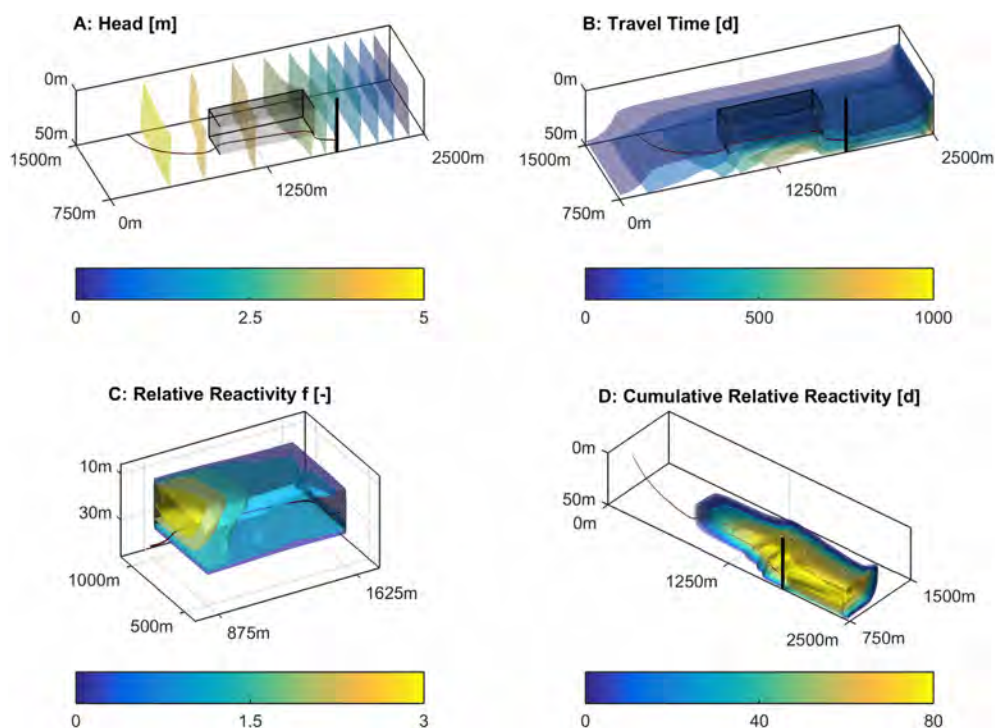 A: Head [m]
0m
50m
1500m
750m
0m
1250m
2500m
0
2.5
5
B: Travel Time [d]
0m
50m
1500m
750m
0m
1250m
2500m
0
500
1000
C: Relative Reactivity f [-]
10m
30m
1000m
500m
875m
1625m
0
1.5
3
D: Cumulative Relative Reactivity [d]
0m
50m
0m
1250m
2500m
750m
1500m
0
40
80